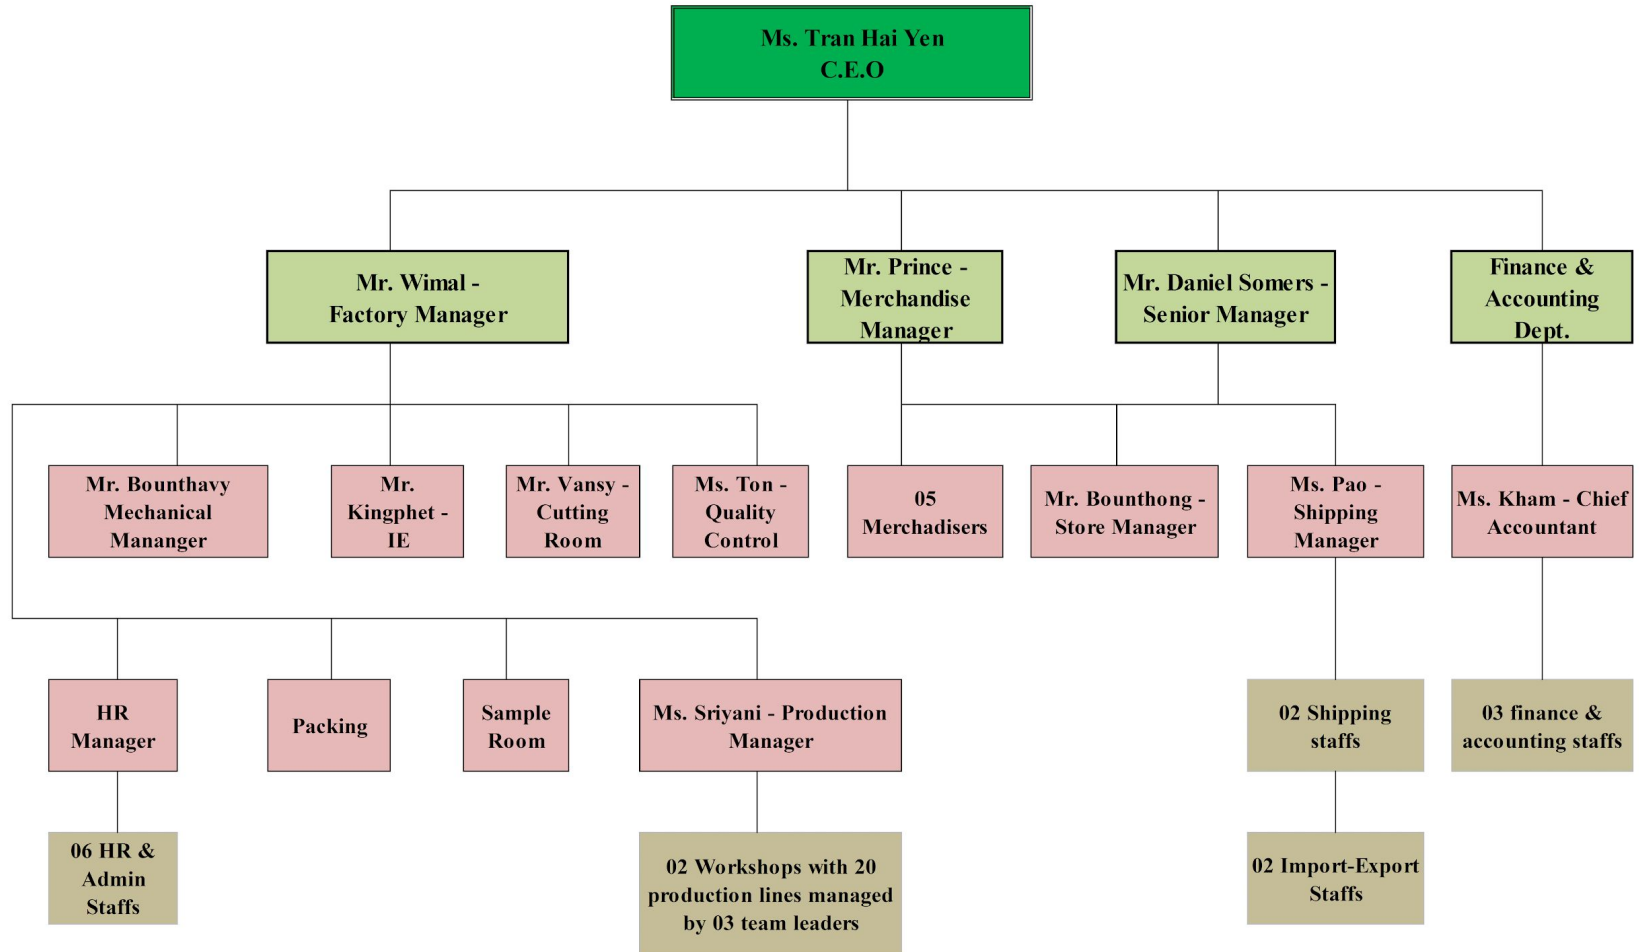 Ms. Tran Hai Yen
C.E.O
Mr. Wimal -
Factory Manager
Mr. Prince -
Merchandise
Manager
Mr. Daniel Somers -
Senior Manager
Finance &
Accounting
Dept.
Mr. Bounthavy
Mechanical
Mananger
Mr.
Kingphet -
IE
Mr. Vansy -
Cutting
Room
Ms. Ton -
Quality
Control
05
Merchadisers
Mr. Bounthong -
Store Manager
Ms. Pao -
Shipping
Manager
Ms. Kham - Chief
Accountant
HR
Manager
Packing
Sample
Room
Ms. Sriyani - Production
Manager
02 Shipping
staffs
03 finance &
accounting staffs
06 HR &
Admin
Staffs
02 Workshops with 20
production lines managed
by 03 team leaders
02 Import-Export
Staffs